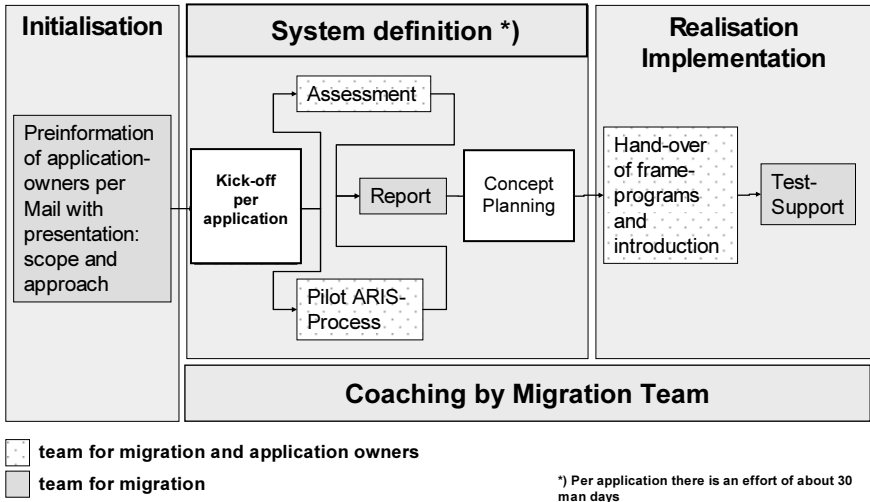 Initialisation
System definition *)
Realisation
Implementation
Preinformation
of application-
owners per
Mail with
presentation:
scope and
approach
Kick-off
per
application
Assessment
Report
Pilot ARIS-
Process
Concept
Planning
Hand-over
of frame-
programs
and
introduction
Test-
Support
Coaching by Migration Team
team for migration and application owners
team for migration
*) Per application there is an effort of about 30
man days